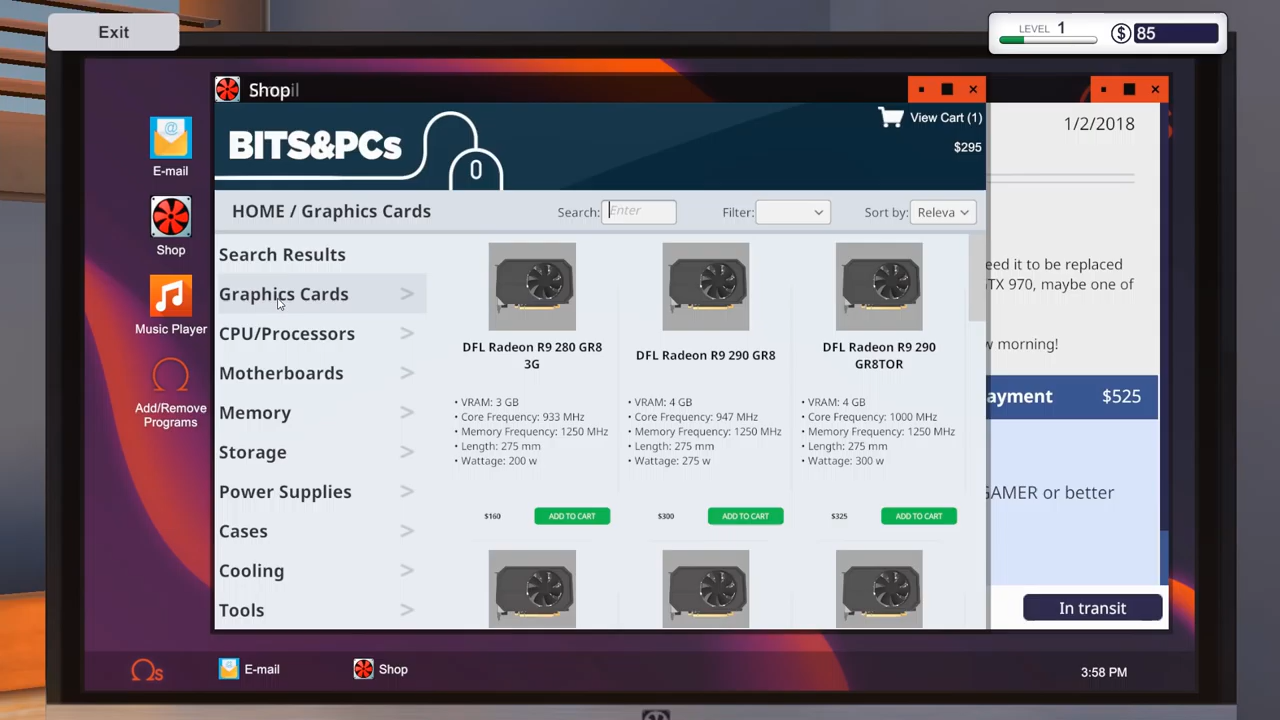 Exit
LEVEL 1
$ 85
Shop
BITS&PCs
View Cart (1)
$295
1/2/2018
HOME / Graphics Cards
Search: Enter
Filter:
Sort by: Releva
E-mail
Shop
Music Player
Add/Remove
Programs
Search Results
Graphics Cards >
CPU/Processors >
Motherboards >
Memory >
Storage >
Power Supplies >
Cases >
Cooling >
Tools >
DFL Radeon R9 280 GR8
3G
• VRAM: 3 GB
• Core Frequency: 933 MHz
• Memory Frequency: 1250 MHz
• Length: 275 mm
• Wattage: 200 w
$160 ADD TO CART
DFL Radeon R9 290 GR8
• VRAM: 4 GB
• Core Frequency: 947 MHz
• Memory Frequency: 1250 MHz
• Length: 275 mm
• Wattage: 275 w
$300 ADD TO CART
DFL Radeon R9 290
GR8TOR
• VRAM: 4 GB
• Core Frequency: 1000 MHz
• Memory Frequency: 1250 MHz
• Length: 275 mm
• Wattage: 300 w
$325 ADD TO CART
eed it to be replaced
TX 970, maybe one of
w morning!
ayment $525
GAMER or better
In transit
Ωs
E-mail
Shop
3:58 PM